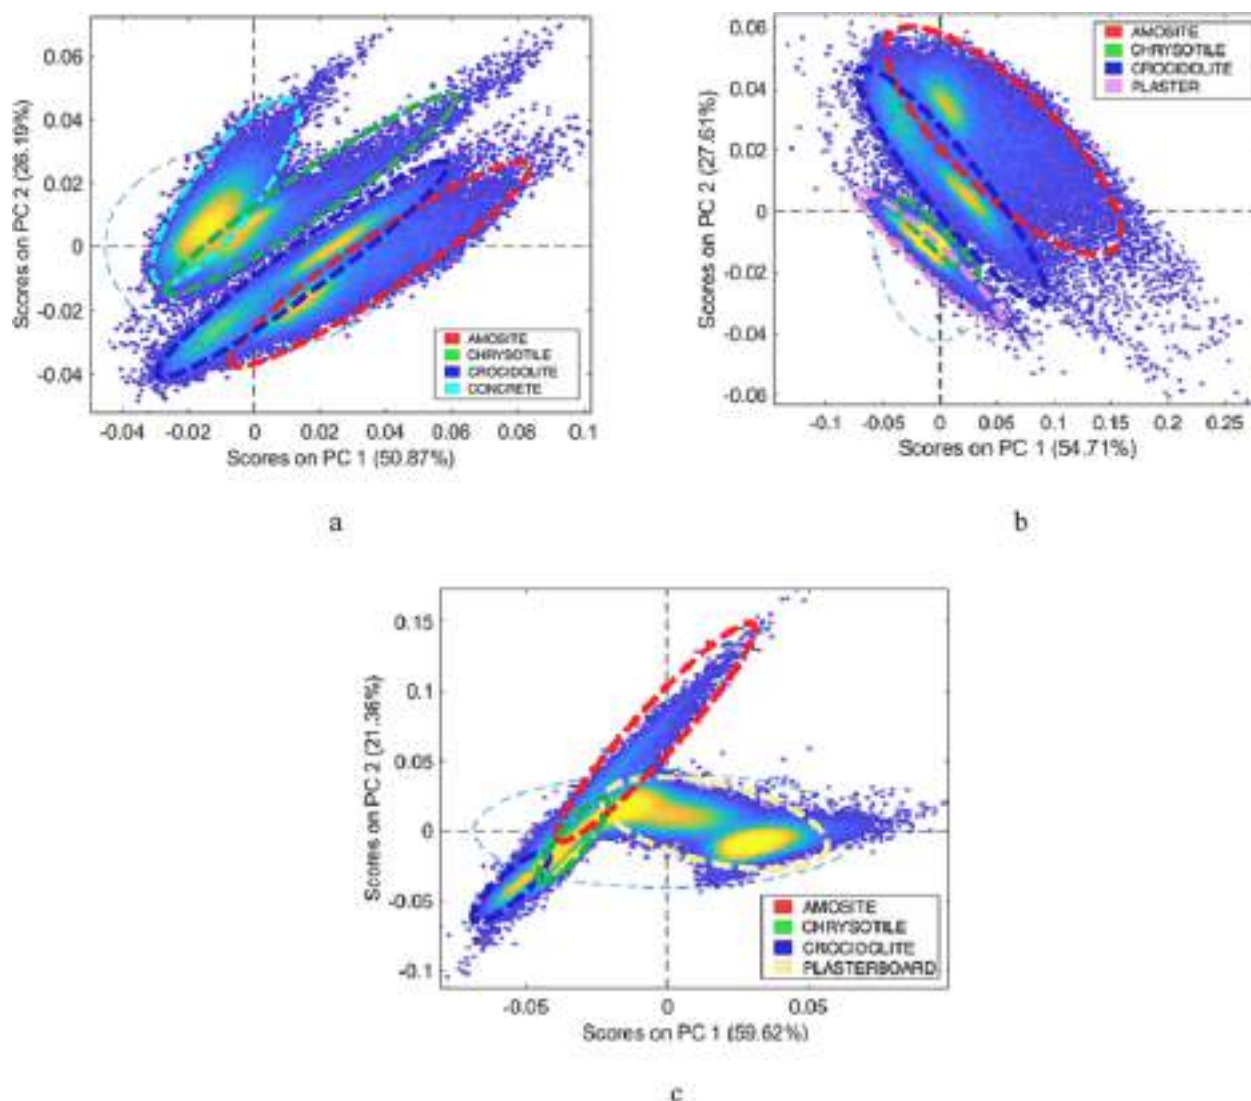 0.06
0.04
0.02
0
-0.02
-0.04
Scores on PC 2 (26.19%)
-0.04 -0.02 0 0.02 0.04 0.06 0.08 0.1
Scores on PC 1 (50.87%)
AMOSITE
CHRYSOTILE
CROCIDOLITE
CONCRETE
a
0.06
0.04
0.02
0
-0.02
-0.04
-0.06
Scores on PC 2 (27.61%)
-0.1 -0.05 0 0.05 0.1 0.15 0.2 0.25
Scores on PC 1 (54.71%)
AMOSITE
CHRYSOTILE
CROCIDOLITE
PLASTER
b
0.15
0.1
0.05
0
-0.05
-0.1
Scores on PC 2 (21.36%)
-0.05 0 0.05
Scores on PC 1 (59.62%)
AMOSITE
CHRYSOTILE
CROCIDOLITE
PLASTERBOARD
c